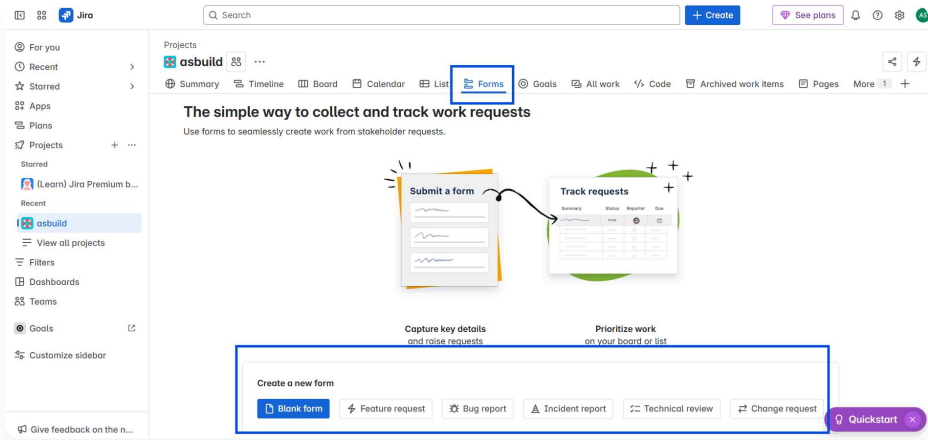 Jira
Search
+ Create
See plans
AS
For you
Recent
Starred
Apps
Plans
Projects
Starred
(Learn) Jira Premium b...
Recent
asbuild
View all projects
Filters
Dashboards
Teams
Goals
Customize sidebar
Give feedback on the n...
Projects
asbuild
Summary Timeline Board Calendar List Forms Goals All work Code Archived work items Pages More 1 +
The simple way to collect and track work requests
Use forms to seamlessly create work from stakeholder requests.
Submit a form
Track requests
Summary Status Reporter Due
Capture key details
and raise requests
Prioritize work
on your board or list
Create a new form
Blank form Feature request Bug report Incident report Technical review Change request
Quickstart